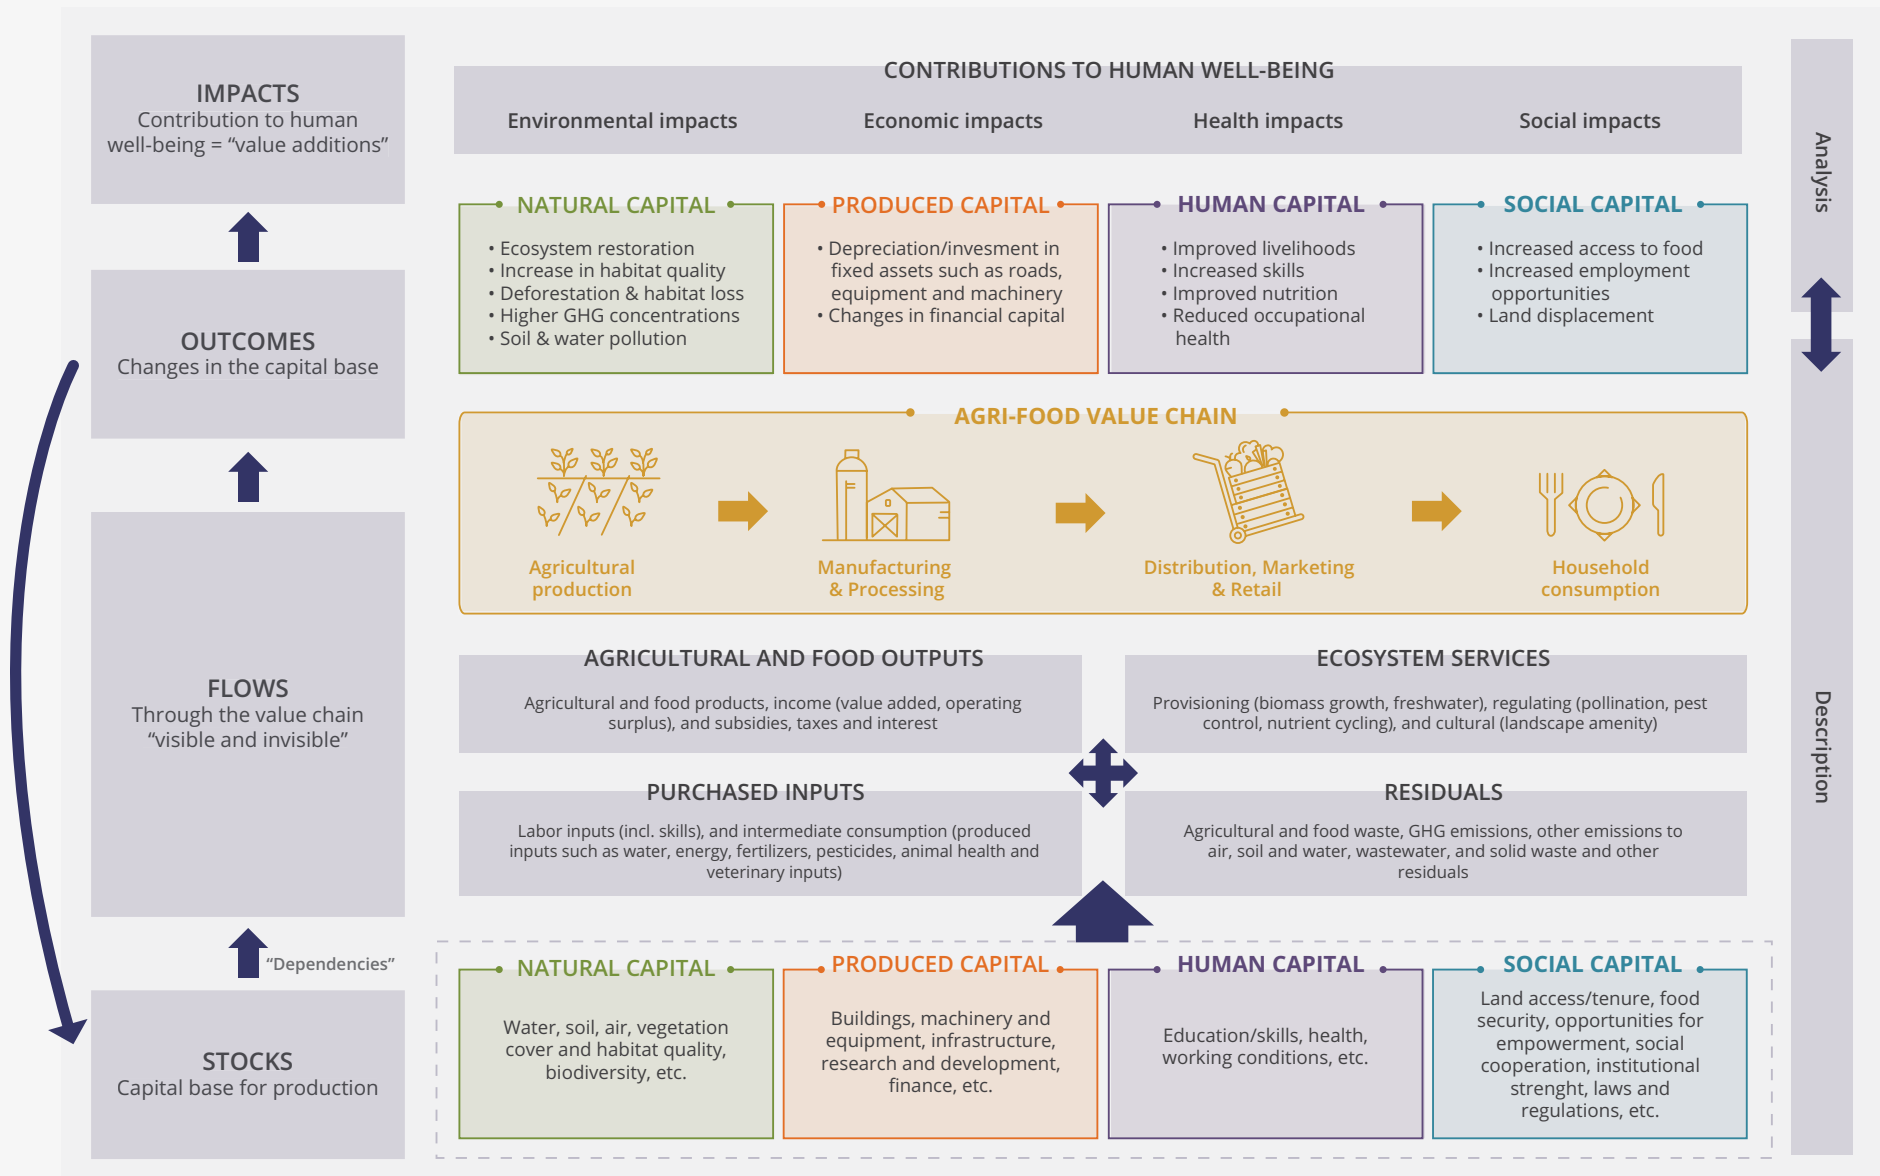 IMPACTS
Contribution to human
well-being = “value additions”
OUTCOMES
Changes in the capital base
FLOWS
Through the value chain
“visible and invisible”
“Dependencies”
STOCKS
Capital base for production
CONTRIBUTIONS TO HUMAN WELL-BEING
Environmental impacts
Economic impacts
Health impacts
Social impacts
NATURAL CAPITAL
• Ecosystem restoration
• Increase in habitat quality
• Deforestation & habitat loss
• Higher GHG concentrations
• Soil & water pollution
PRODUCED CAPITAL
• Depreciation/invesment in
fixed assets such as roads,
equipment and machinery
• Changes in financial capital
HUMAN CAPITAL
• Improved livelihoods
• Increased skills
• Improved nutrition
• Reduced occupational
health
SOCIAL CAPITAL
• Increased access to food
• Increased employment
opportunities
• Land displacement
AGRI-FOOD VALUE CHAIN
Agricultural
production
Manufacturing
& Processing
Distribution, Marketing
& Retail
Household
consumption
AGRICULTURAL AND FOOD OUTPUTS
Agricultural and food products, income (value added, operating
surplus), and subsidies, taxes and interest
ECOSYSTEM SERVICES
Provisioning (biomass growth, freshwater), regulating (pollination, pest
control, nutrient cycling), and cultural (landscape amenity)
PURCHASED INPUTS
Labor inputs (incl. skills), and intermediate consumption (produced
inputs such as water, energy, fertilizers, pesticides, animal health and
veterinary inputs)
RESIDUALS
Agricultural and food waste, GHG emissions, other emissions to
air, soil and water, wastewater, and solid waste and other
residuals
NATURAL CAPITAL
Water, soil, air, vegetation
cover and habitat quality,
biodiversity, etc.
PRODUCED CAPITAL
Buildings, machinery and
equipment, infrastructure,
research and development,
finance, etc.
HUMAN CAPITAL
Education/skills, health,
working conditions, etc.
SOCIAL CAPITAL
Land access/tenure, food
security, opportunities for
empowerment, social
cooperation, institutional
strenght, laws and
regulations, etc.
Analysis
Description